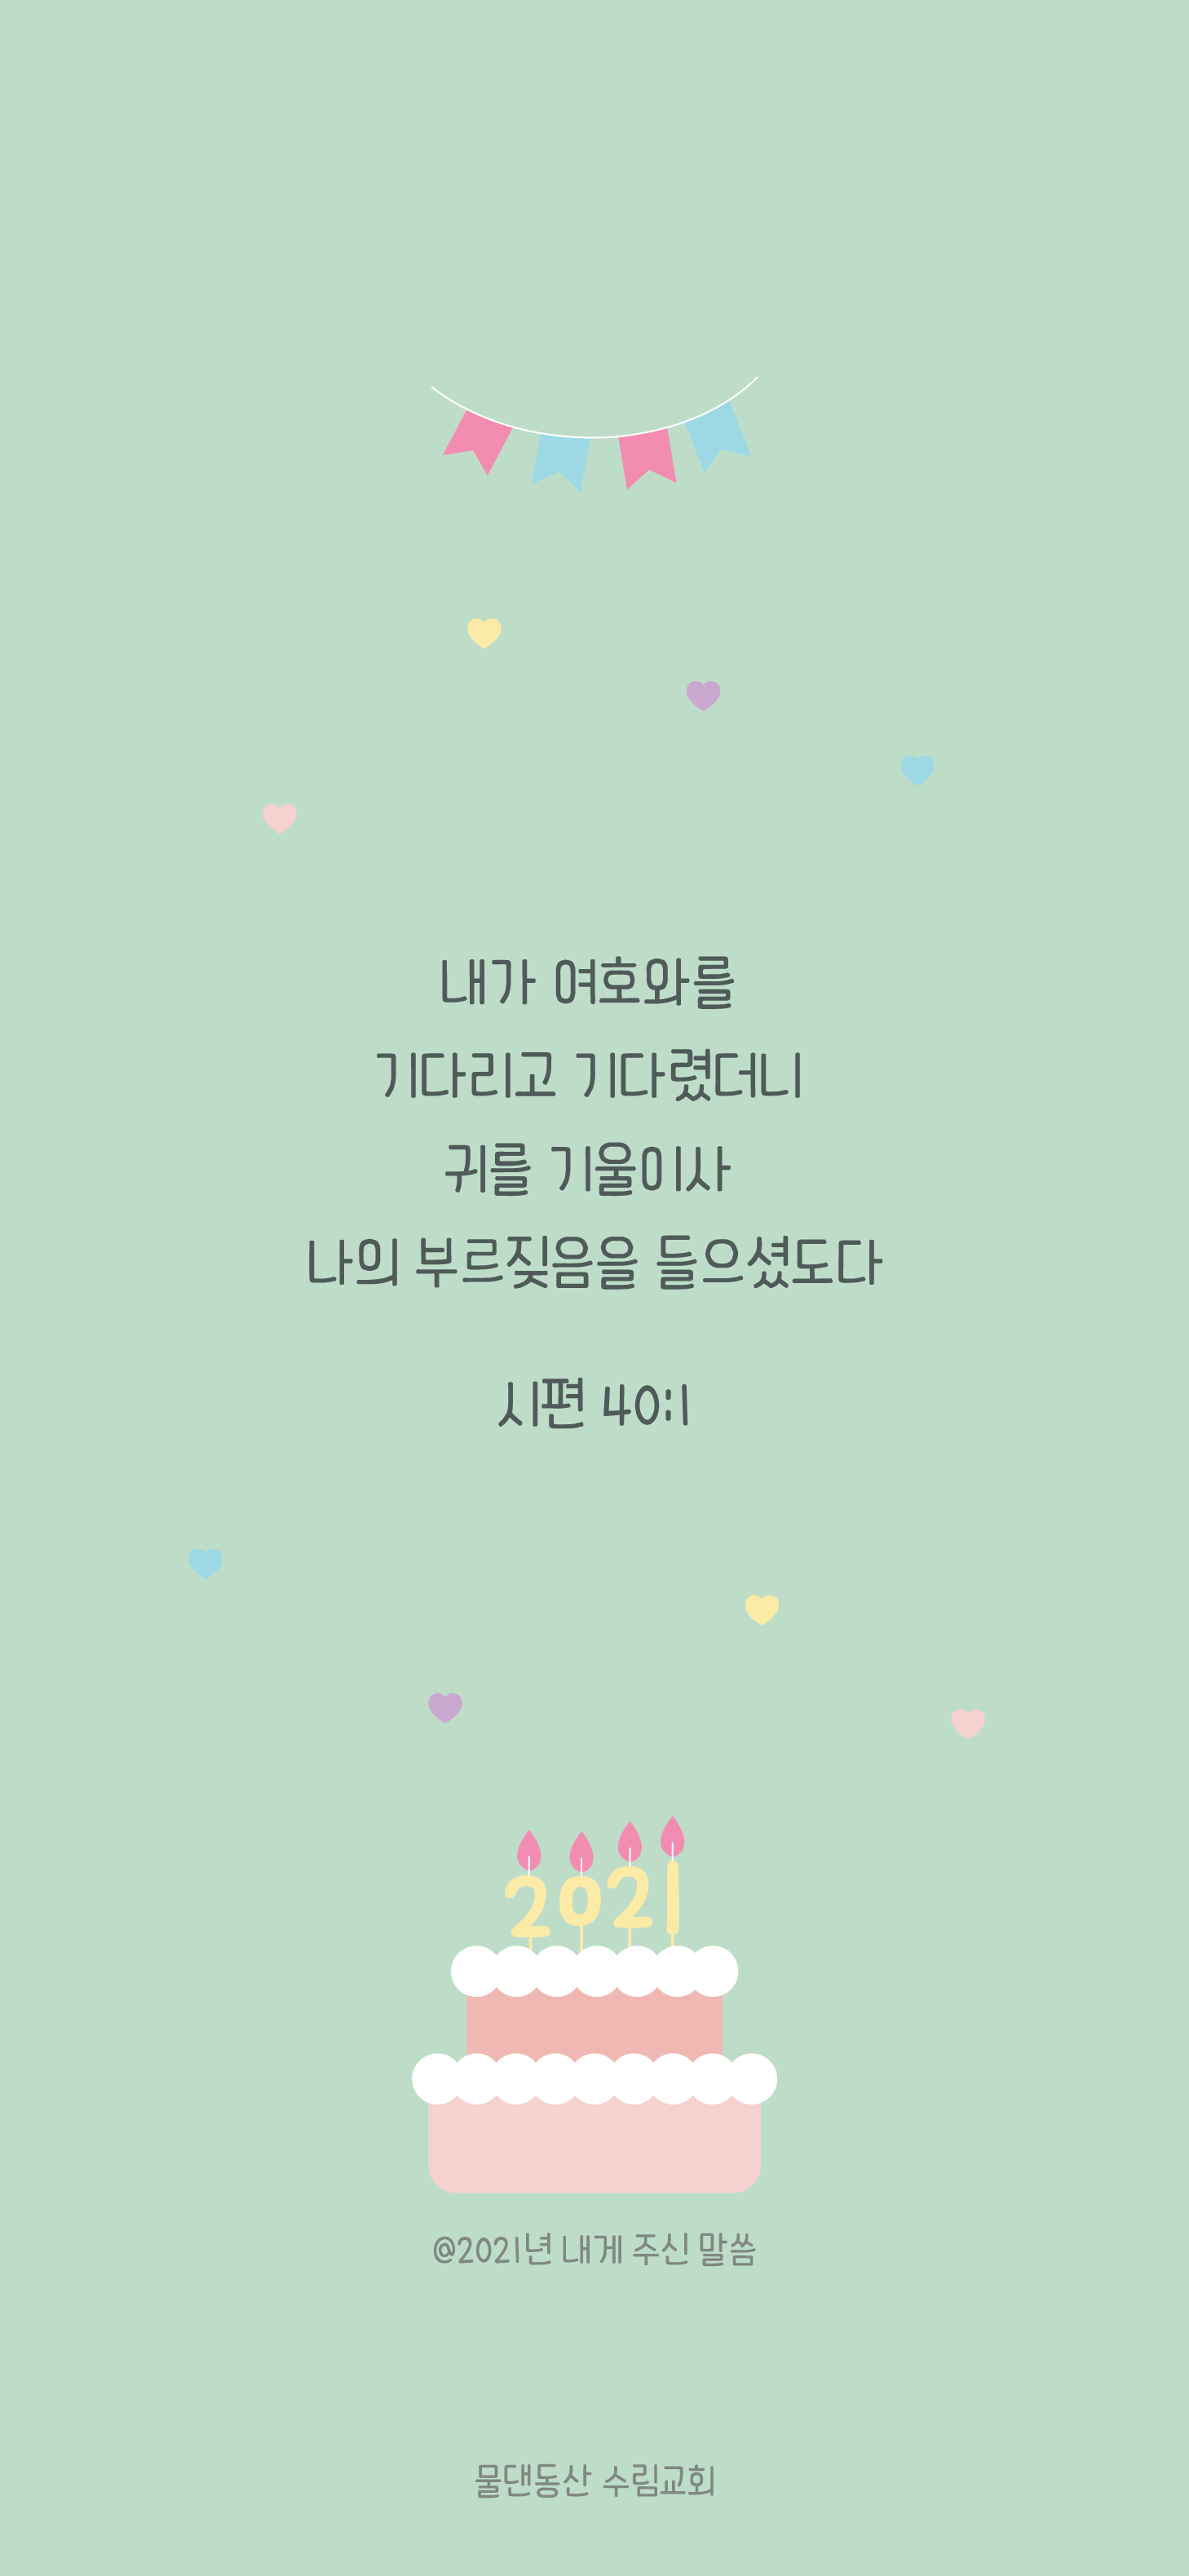 내가 여호와를
기다리고 기다렸더니
귀를 기울이사
나의 부르짖음을 들으셨도다
시편 40:1
2021
@2021년 내게 주신 말씀
물댄동산 수림교회